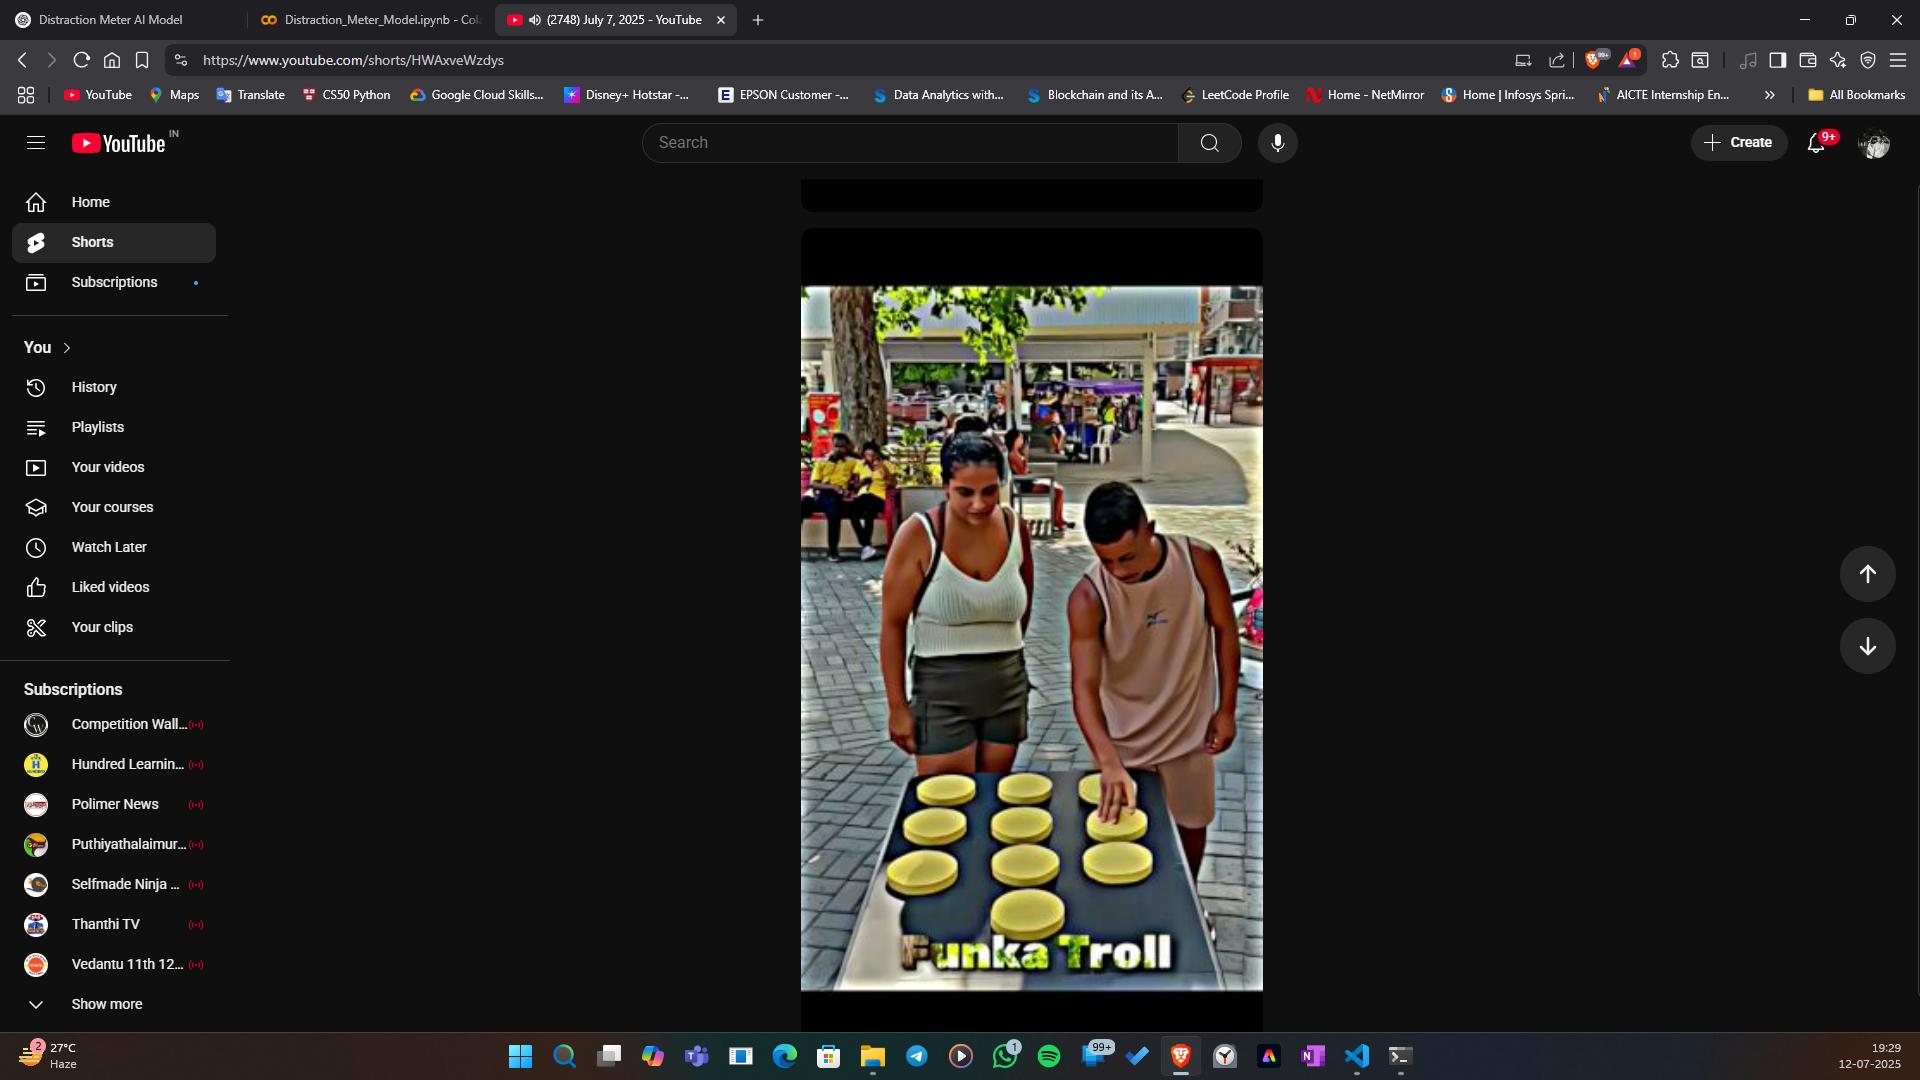 Distraction Meter AI Model
Distraction_Meter_Model.ipynb - Col
(2748) July 7, 2025 - YouTube
https://www.youtube.com/shorts/HWAxveWzdys
99+
1
YouTube
Maps
Translate
CS50 Python
Google Cloud Skills...
Disney+ Hotstar -...
EPSON Customer -...
Data Analytics with...
Blockchain and its A...
LeetCode Profile
Home - NetMirror
Home | Infosys Spri...
AICTE Internship En...
All Bookmarks
YouTube IN
Search
Create
9+
Home
Shorts
Subscriptions
You
History
Playlists
Your videos
Your courses
Watch Later
Liked videos
Your clips
Subscriptions
Competition Wall...
Hundred Learnin...
Polimer News
Puthiyathalaimur...
Selfmade Ninja ...
Thanthi TV
Vedantu 11th 12...
Show more
Funka Troll
2
27°C
Haze
1
99+
19:29
12-07-2025